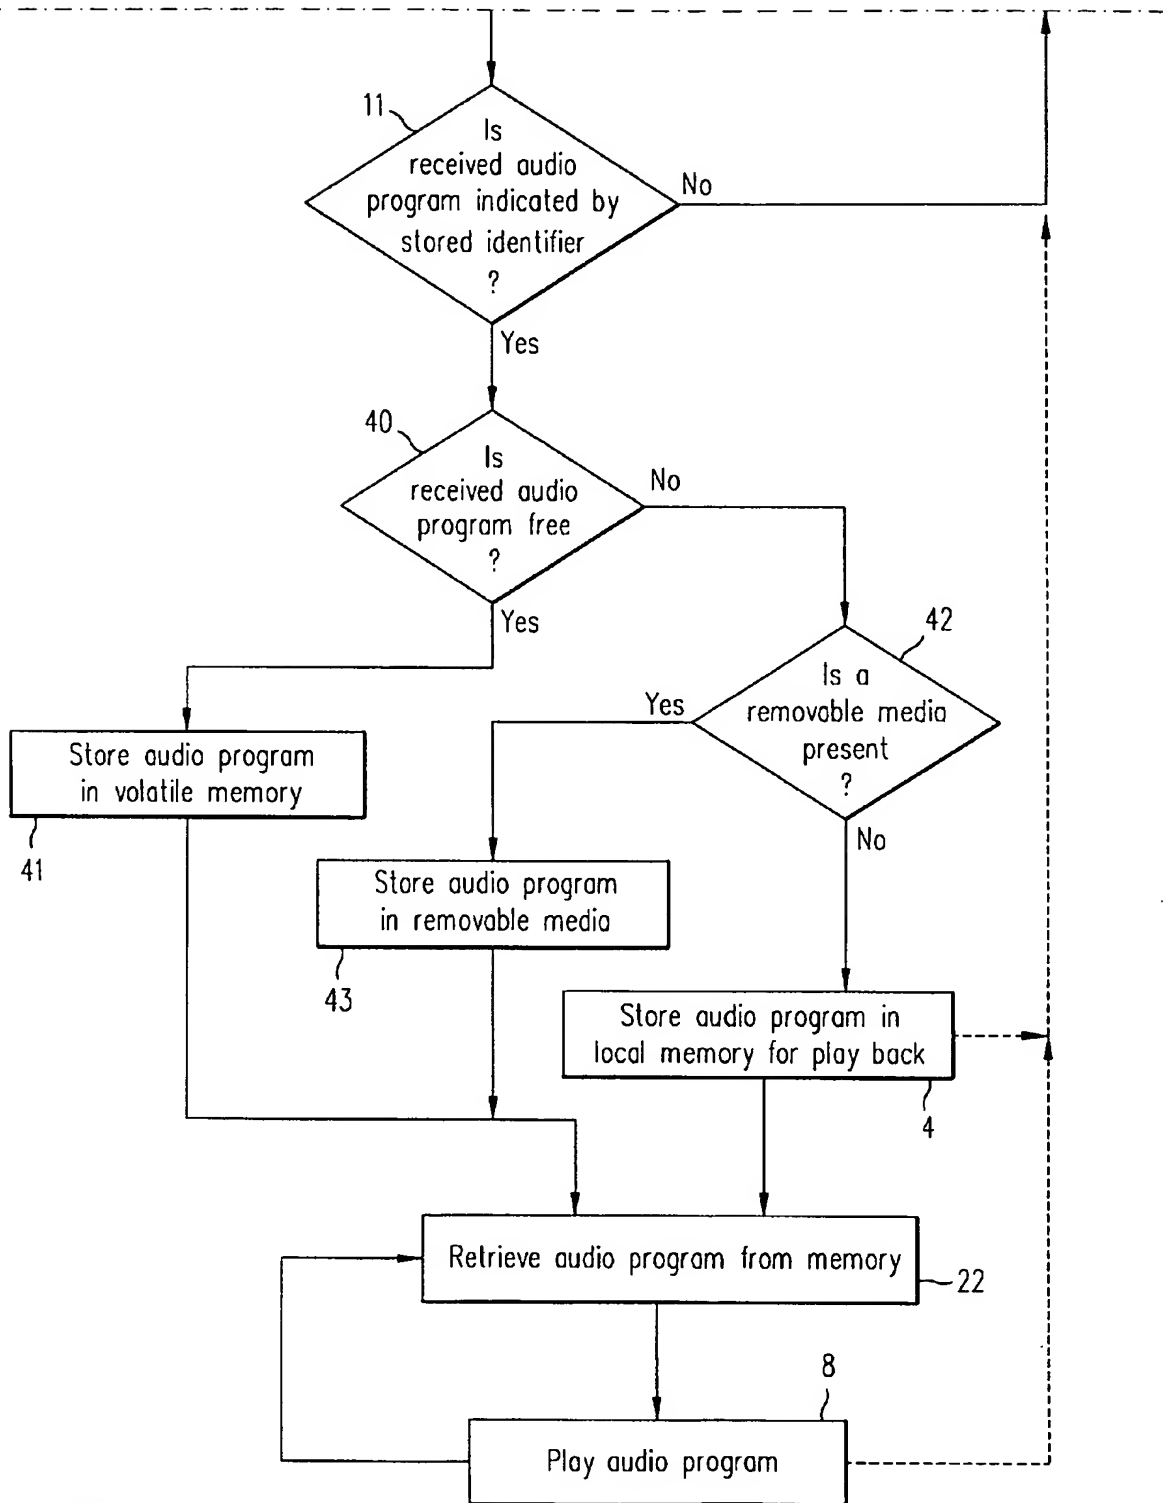 11
Is
received audio
program indicated by
stored identifier
?
No
Yes
40
Is
received audio
program free
?
No
Yes
42
Is a
removable media
present
?
Yes
No
Store audio program
in volatile memory
41
Store audio program
in removable media
43
Store audio program in
local memory for play back
4
Retrieve audio program from memory
22
8
Play audio program